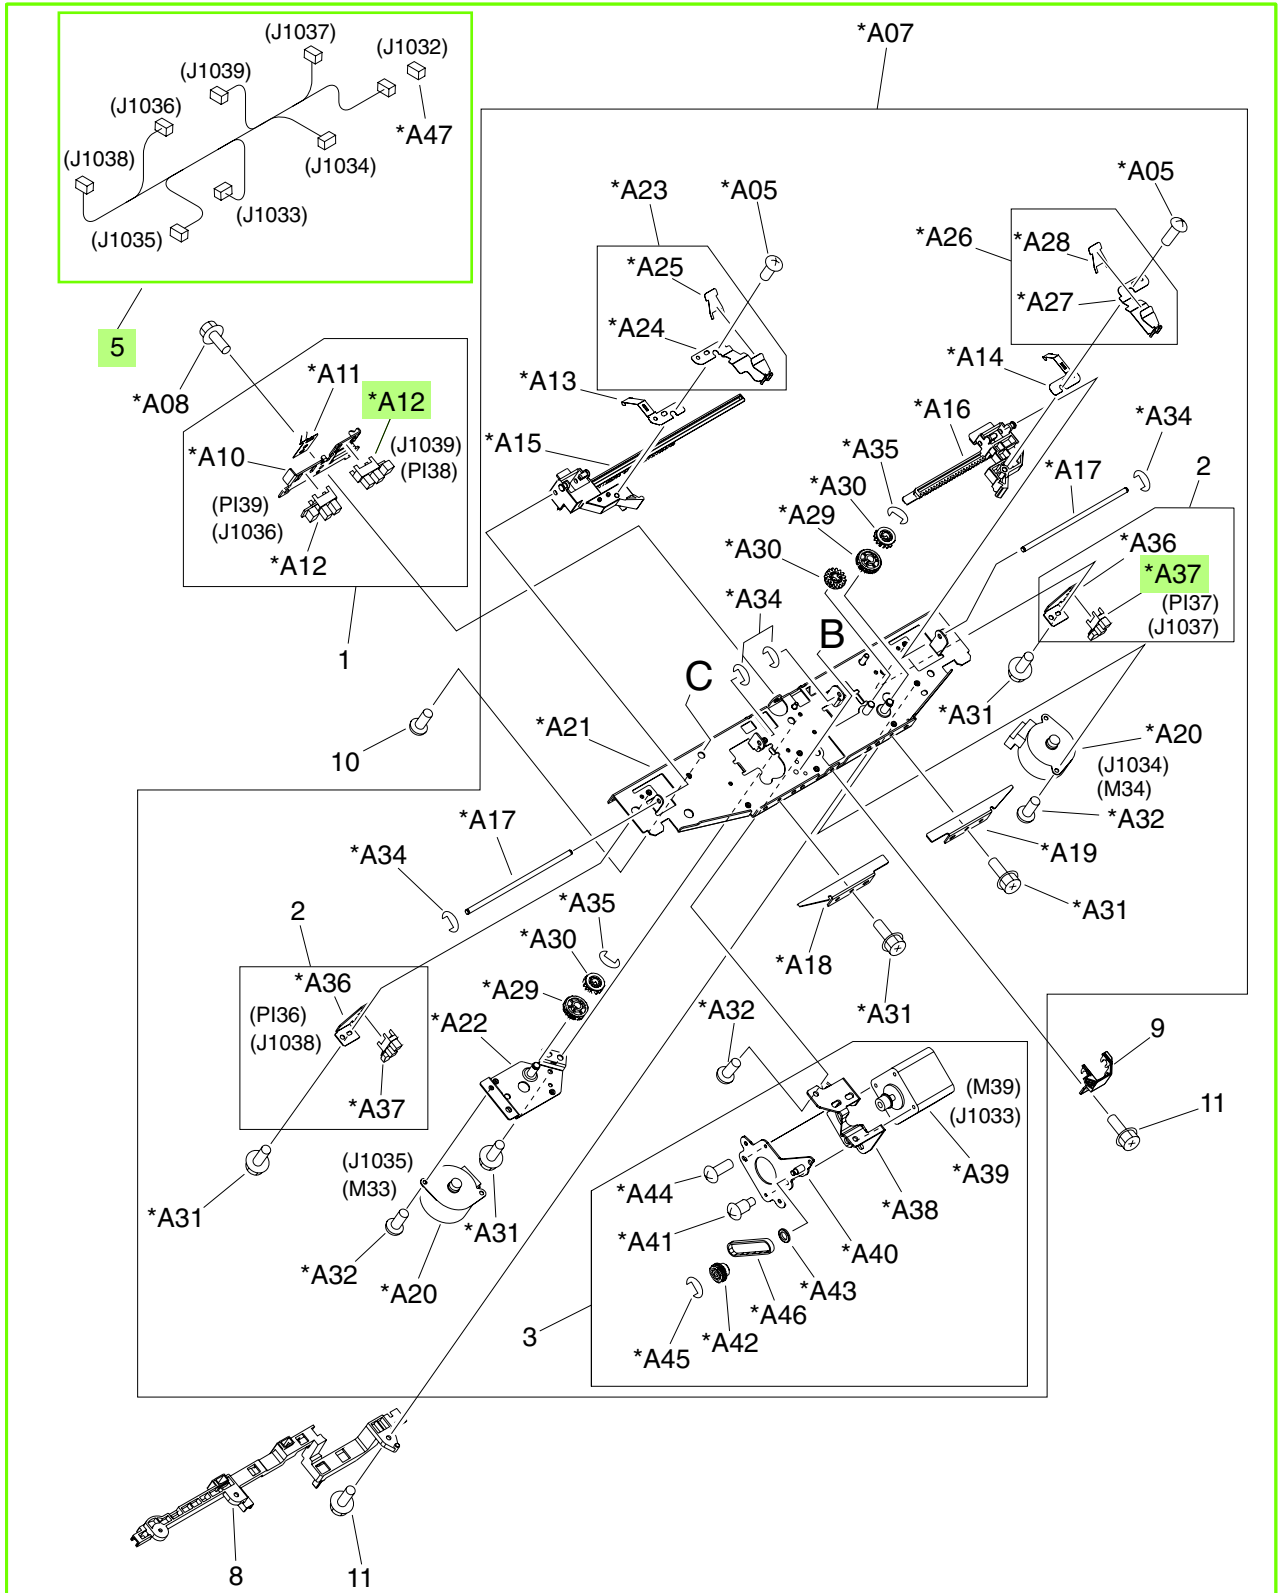 (J1037)
*A07
(J1032)
(J1039)
(J1036)
*A47
(J1034)
(J1038)
(J1033)
(J1035)
*A23
*A05
*A05
*A26
*A28
*A25
*A27
*A24
5
*A14
*A08
*A11
*A12
*A13
*A16
*A34
*A10
(J1039)
(PI38)
*A15
*A35
*A17
2
(PI39)
(J1036)
*A30
*A29
*A12
*A30
*A36
*A37
(PI37)
(J1037)
*A34
B
1
C
*A31
*A21
*A20
10
(J1034)
(M34)
*A32
*A17
*A19
*A34
*A31
2
*A35
*A30
*A18
*A36
*A29
(PI36)
(J1038)
*A22
*A32
*A31
9
*A37
(M39)
(J1033)
11
(J1035)
(M33)
*A39
*A44
*A31
*A31
*A38
*A41
*A40
*A32
*A20
*A43
*A46
3
*A42
*A45
8
11